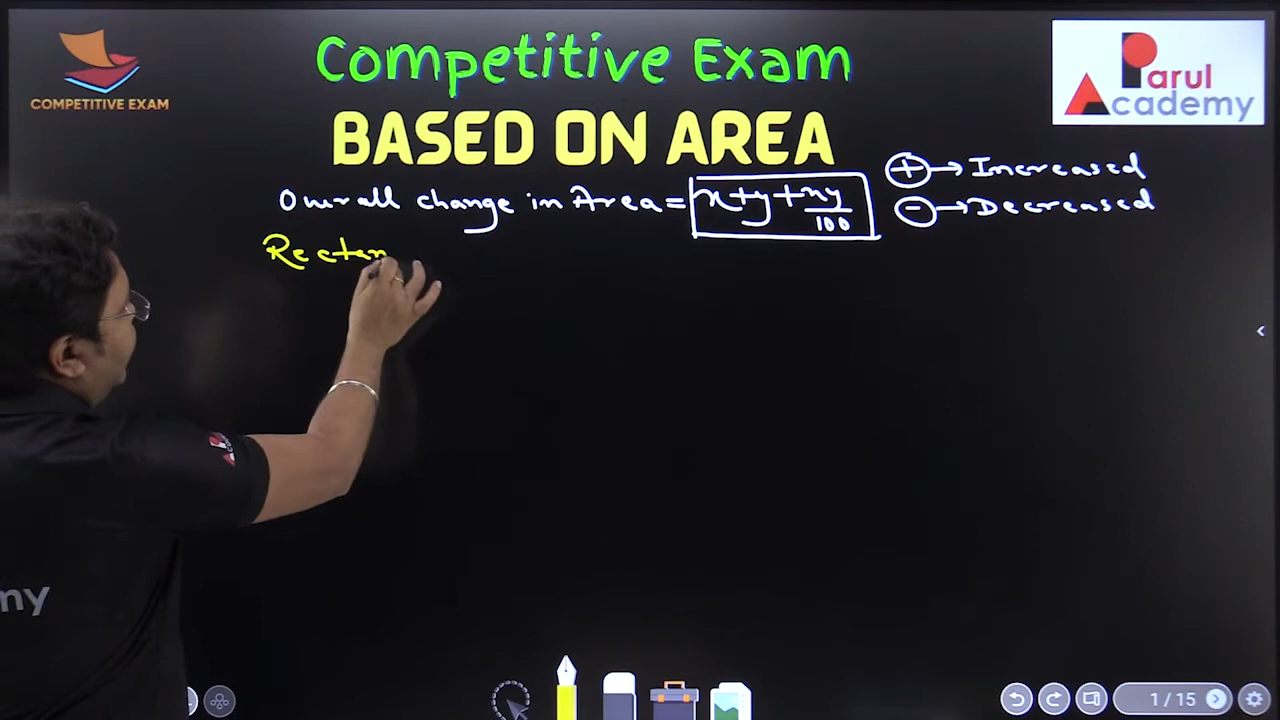 COMPETITIVE EXAM
Competitive Exam
Parul
Academy
BASED ON AREA
Overall change in Area = x+y+xy/100
+ → Increased
- → Decreased
Rectan
my
1 / 15